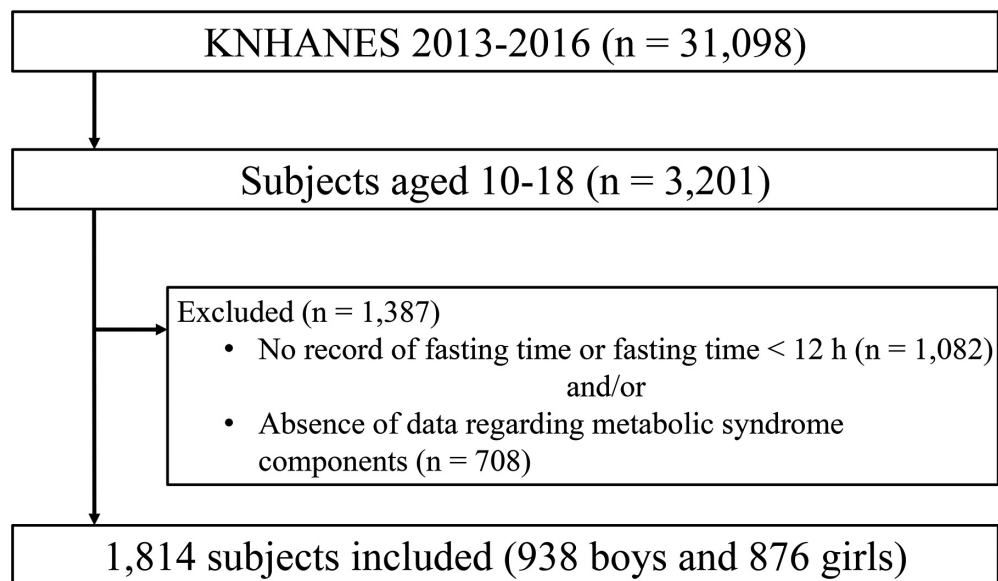 KNHANES 2013-2016 (n = 31,098)
Subjects aged 10-18 (n = 3,201)
Excluded (n = 1,387)
• No record of fasting time or fasting time < 12 h (n = 1,082)
and/or
• Absence of data regarding metabolic syndrome
components (n = 708)
1,814 subjects included (938 boys and 876 girls)